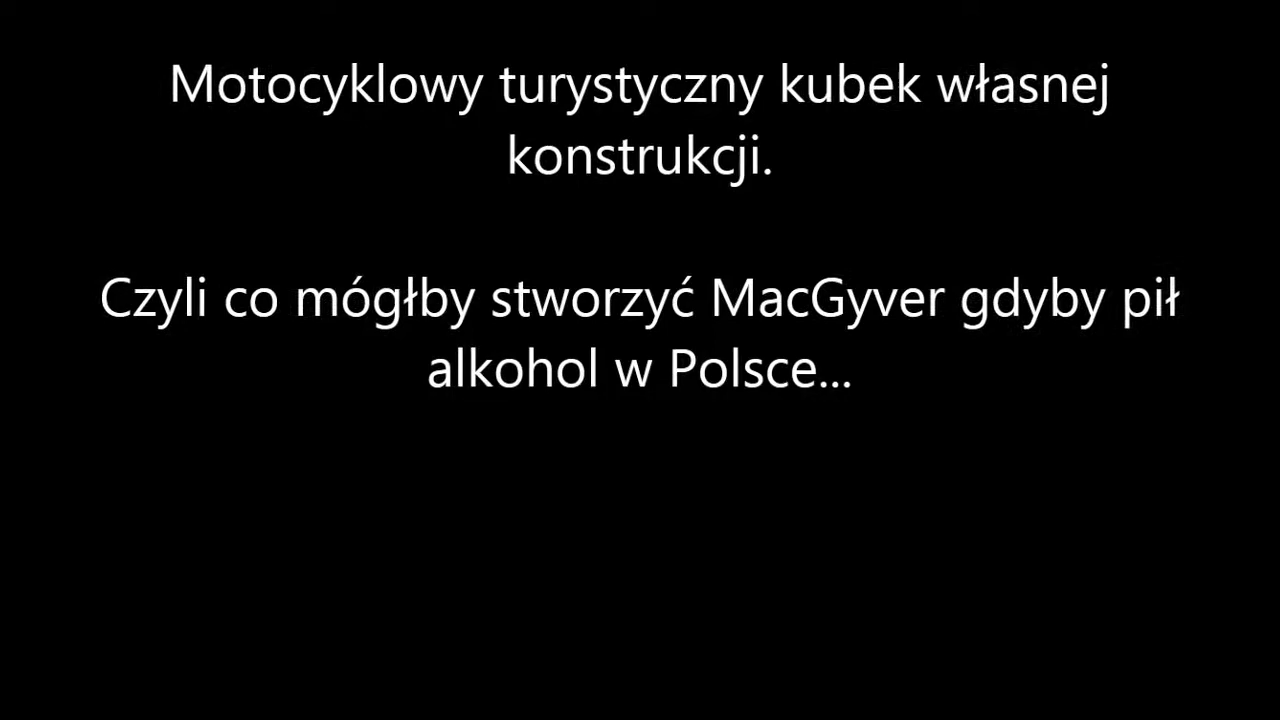 Motocyklowy turystyczny kubek własnej
konstrukcji.
Czyli co mógłby stworzyć MacGyver gdyby pił
alkohol w Polsce...